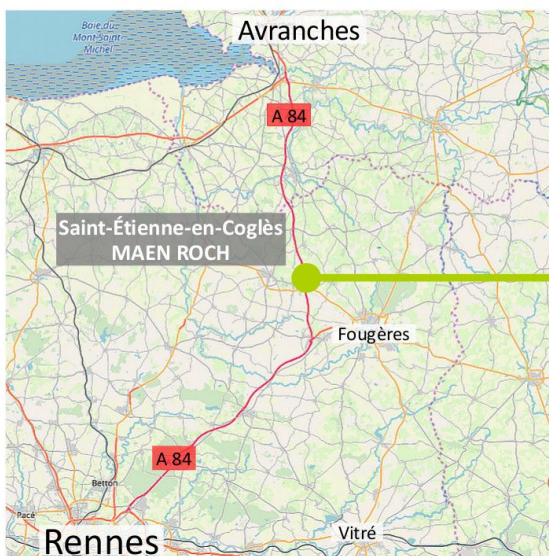 Baie du
Mont-Saint-
Michel
Avranches
A 84
Saint-Étienne-en-Coglès
MAEN ROCH
Fougères
A 84
Betton
Pacé
Rennes
Vitré